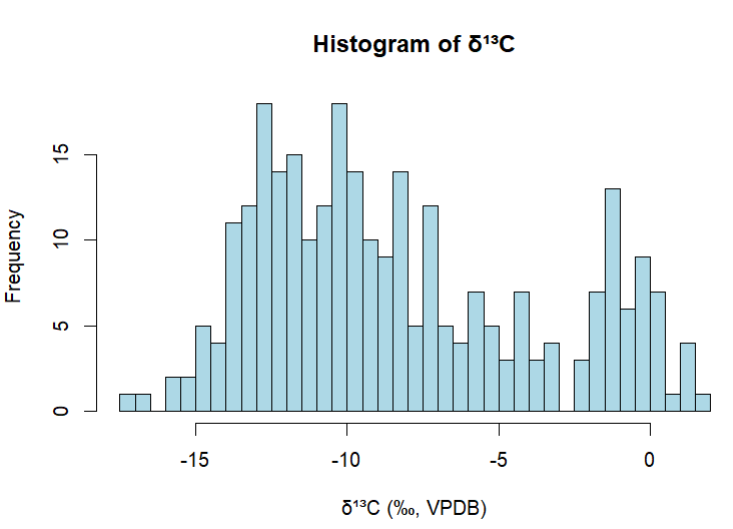 Histogram of δ¹³C
Frequency
15
10
5
0
-15 -10 -5 0
δ¹³C (‰, VPDB)